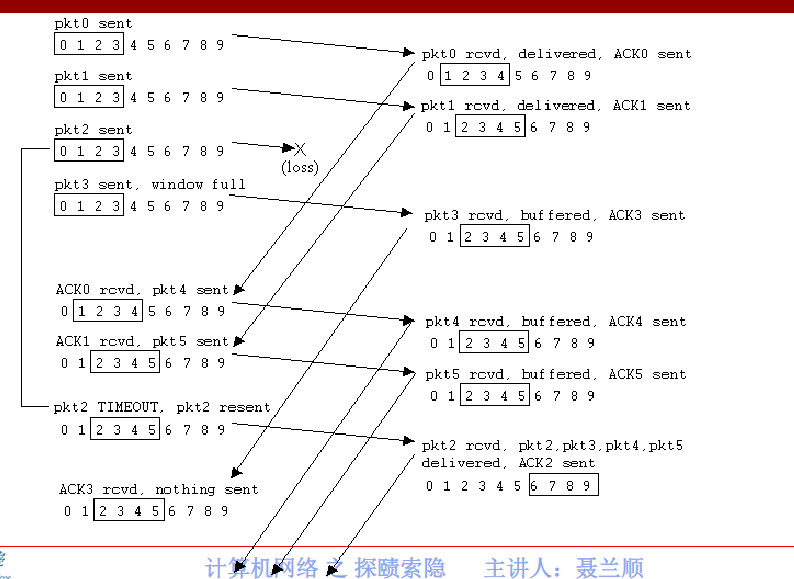 pkt0 sent
0 1 2 3 4 5 6 7 8 9
pkt1 sent
0 1 2 3 4 5 6 7 8 9
pkt2 sent
0 1 2 3 4 5 6 7 8 9
(loss)
pkt3 sent, window full
0 1 2 3 4 5 6 7 8 9
ACK0 rcvd, pkt4 sent
0 1 2 3 4 5 6 7 8 9
ACK1 rcvd, pkt5 sent
0 1 2 3 4 5 6 7 8 9
pkt2 TIMEOUT, pkt2 resent
0 1 2 3 4 5 6 7 8 9
ACK3 rcvd, nothing sent
0 1 2 3 4 5 6 7 8 9
pkt0 rcvd, delivered, ACK0 sent
0 1 2 3 4 5 6 7 8 9
pkt1 rcvd, delivered, ACK1 sent
0 1 2 3 4 5 6 7 8 9
pkt3 rcvd, buffered, ACK3 sent
0 1 2 3 4 5 6 7 8 9
pkt4 rcvd, buffered, ACK4 sent
0 1 2 3 4 5 6 7 8 9
pkt5 rcvd, buffered, ACK5 sent
0 1 2 3 4 5 6 7 8 9
pkt2 rcvd, pkt2,pkt3,pkt4,pkt5
delivered, ACK2 sent
0 1 2 3 4 5 6 7 8 9
计算机网络 之 探赜索隐 主讲人：聂兰顺